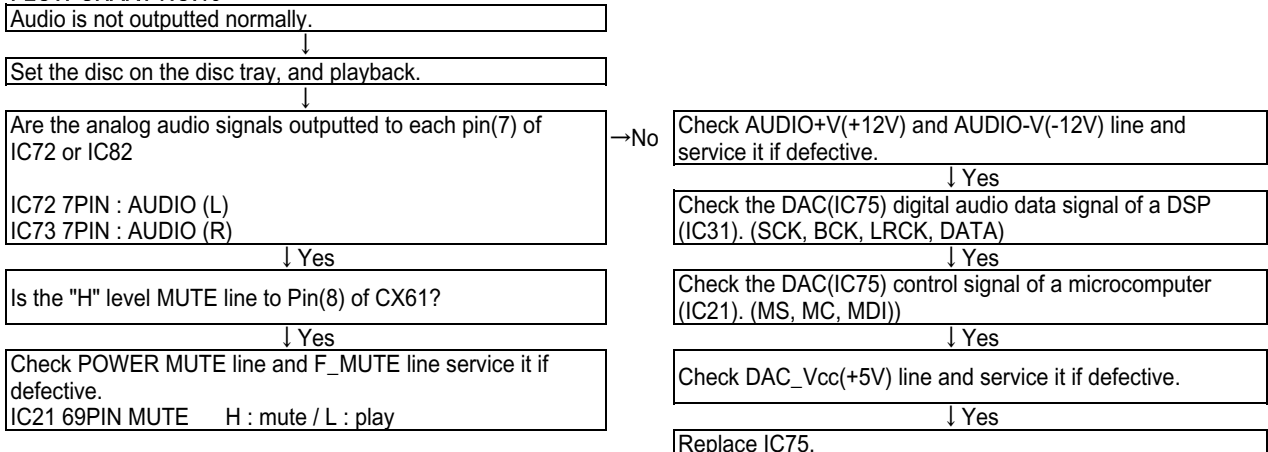 Audio is not outputted normally.
↓
Set the disc on the disc tray, and playback.
↓
Are the analog audio signals outputted to each pin(7) of
IC72 or IC82
IC72 7PIN : AUDIO (L)
IC73 7PIN : AUDIO (R)
↓ Yes
Is the "H" level MUTE line to Pin(8) of CX61?
↓ Yes
Check POWER MUTE line and F_MUTE line service it if
defective.
IC21 69PIN MUTE H : mute / L : play
→No
Check AUDIO+V(+12V) and AUDIO-V(-12V) line and
service it if defective.
↓ Yes
Check the DAC(IC75) digital audio data signal of a DSP
(IC31). (SCK, BCK, LRCK, DATA)
↓ Yes
Check the DAC(IC75) control signal of a microcomputer
(IC21). (MS, MC, MDI))
↓ Yes
Check DAC_Vcc(+5V) line and service it if defective.
↓ Yes
Replace IC75.